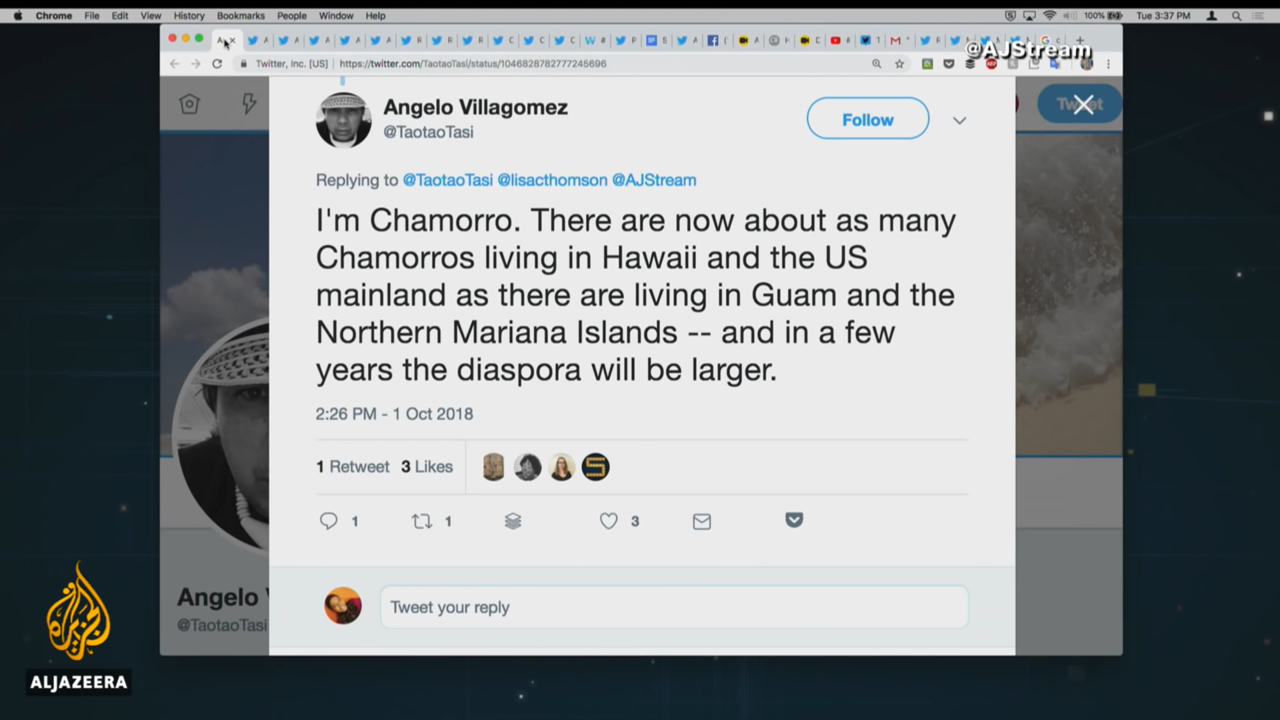 Chrome File Edit View History Bookmarks People Window Help
100% Tue 3:37 PM
@AJStream
Twitter, Inc. [US] | https://twitter.com/TaotaoTasi/status/1046828782777245696
Angelo Villagomez
@TaotaoTasi
Follow
Tweet
Replying to @TaotaoTasi @lisacthomson @AJStream
I'm Chamorro. There are now about as many
Chamorros living in Hawaii and the US
mainland as there are living in Guam and the
Northern Mariana Islands -- and in a few
years the diaspora will be larger.
2:26 PM - 1 Oct 2018
1 Retweet 3 Likes
1 1 3
Tweet your reply
Angelo
@TaotaoTasi
الجزيرة
ALJAZEERA